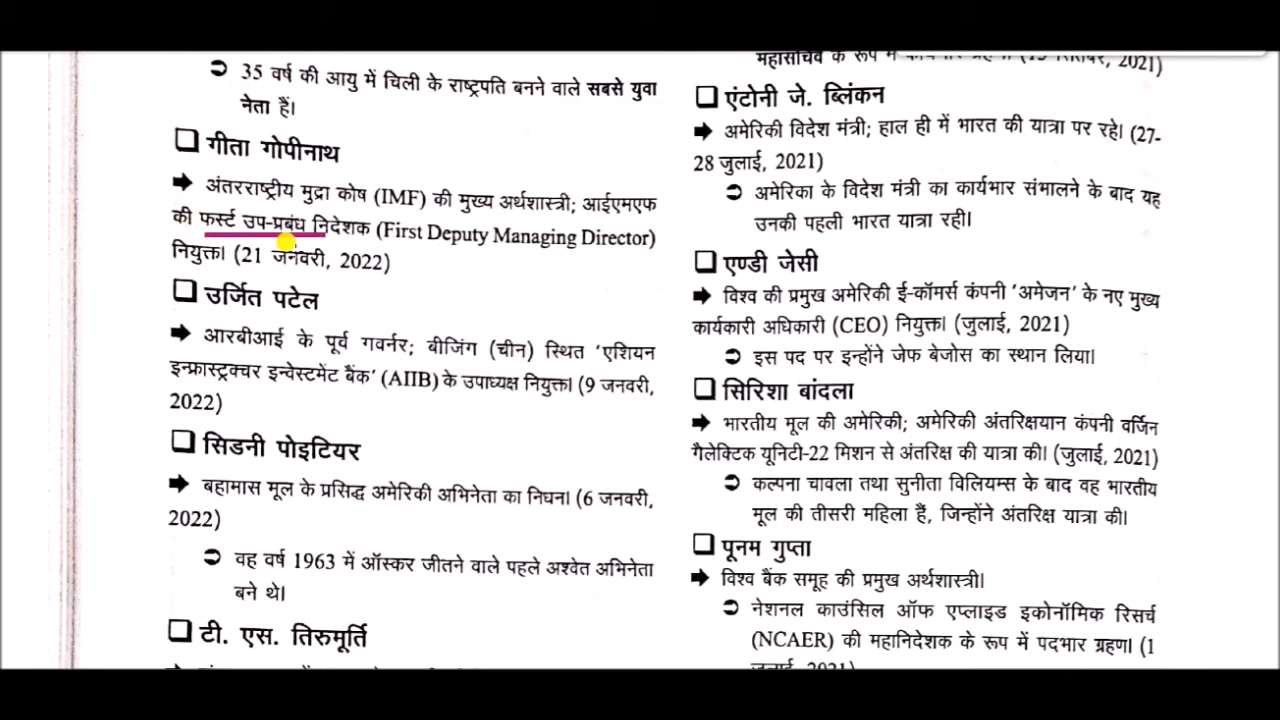 ➲ 35 वर्ष की आयु में चिली के राष्ट्रपति बनने वाले सबसे युवा
नेता हैं।
❑ गीता गोपीनाथ
➡ अंतरराष्ट्रीय मुद्रा कोष (IMF) की मुख्य अर्थशास्त्री; आईएमएफ
की फर्स्ट उप-प्रबंध निदेशक (First Deputy Managing Director)
नियुक्त। (21 जनवरी, 2022)
❑ उर्जित पटेल
➡ आरबीआई के पूर्व गवर्नर; बीजिंग (चीन) स्थित 'एशियन
इन्फ्रास्ट्रक्चर इन्वेस्टमेंट बैंक' (AIIB) के उपाध्यक्ष नियुक्त। (9 जनवरी,
2022)
❑ सिडनी पोइटियर
➡ बहामास मूल के प्रसिद्ध अमेरिकी अभिनेता का निधन। (6 जनवरी,
2022)
➲ वह वर्ष 1963 में ऑस्कर जीतने वाले पहले अश्वेत अभिनेता
बने थे।
❑ टी. एस. तिरुमूर्ति
महासचिव के रूप में 2021)
❑ एंटोनी जे. ब्लिंकन
➡ अमेरिकी विदेश मंत्री; हाल ही में भारत की यात्रा पर रहे। (27-
28 जुलाई, 2021)
➲ अमेरिका के विदेश मंत्री का कार्यभार संभालने के बाद यह
उनकी पहली भारत यात्रा रही।
❑ एण्डी जेसी
➡ विश्व की प्रमुख अमेरिकी ई-कॉमर्स कंपनी 'अमेजन' के नए मुख्य
कार्यकारी अधिकारी (CEO) नियुक्त। (जुलाई, 2021)
➲ इस पद पर इन्होंने जेफ बेजोस का स्थान लिया।
❑ सिरिशा बांदला
➡ भारतीय मूल की अमेरिकी; अमेरिकी अंतरिक्षयान कंपनी वर्जिन
गैलेक्टिक यूनिटी-22 मिशन से अंतरिक्ष की यात्रा की। (जुलाई, 2021)
➲ कल्पना चावला तथा सुनीता विलियम्स के बाद वह भारतीय
मूल की तीसरी महिला हैं, जिन्होंने अंतरिक्ष यात्रा की।
❑ पूनम गुप्ता
➡ विश्व बैंक समूह की प्रमुख अर्थशास्त्री।
➲ नेशनल काउंसिल ऑफ एप्लाइड इकोनॉमिक रिसर्च
(NCAER) की महानिदेशक के रूप में पदभार ग्रहण। (1
जुलाई, 2021)